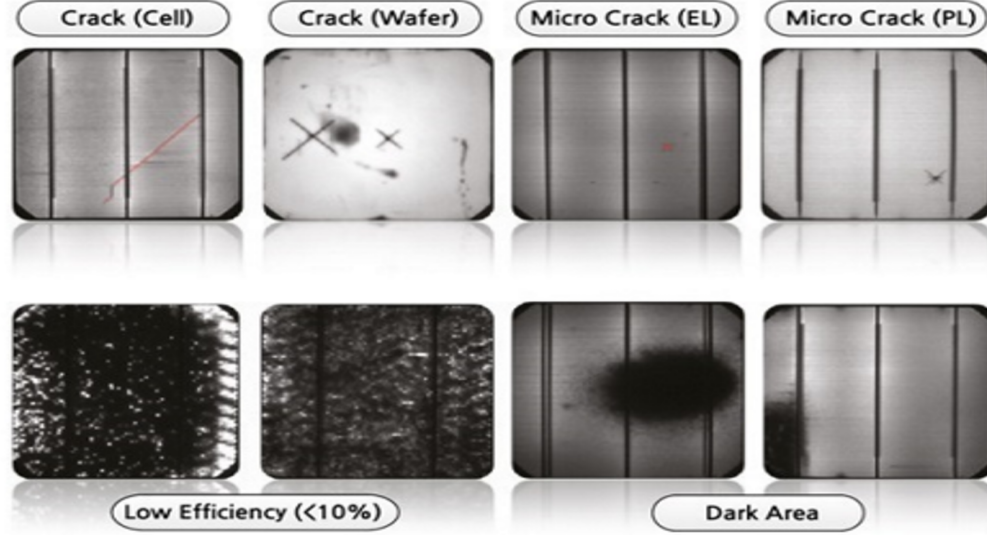 Crack (Cell)
Crack (Wafer)
Micro Crack (EL)
Micro Crack (PL)
Low Efficiency (<10%)
Dark Area